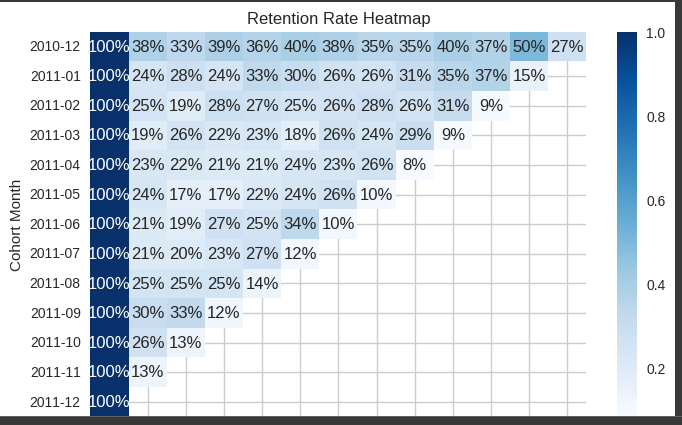 Retention Rate Heatmap
2010-12 100% 38% 33% 39% 36% 40% 38% 35% 35% 40% 37% 50% 27%
2011-01 100% 24% 28% 24% 33% 30% 26% 26% 31% 35% 37% 15%
2011-02 100% 25% 19% 28% 27% 25% 26% 28% 26% 31% 9%
2011-03 100% 19% 26% 22% 23% 18% 26% 24% 29% 9%
2011-04 100% 23% 22% 21% 21% 24% 23% 26% 8%
2011-05 100% 24% 17% 17% 22% 24% 26% 10%
2011-06 100% 21% 19% 27% 25% 34% 10%
2011-07 100% 21% 20% 23% 27% 12%
2011-08 100% 25% 25% 25% 14%
2011-09 100% 30% 33% 12%
2011-10 100% 26% 13%
2011-11 100% 13%
2011-12 100%
Cohort Month
1.0
0.8
0.6
0.4
0.2